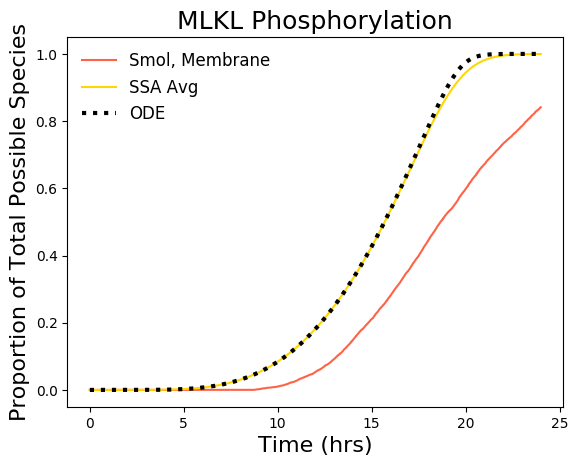 MLKL Phosphorylation
Proportion of Total Possible Species
1.0
0.8
0.6
0.4
0.2
0.0
Smol, Membrane
SSA Avg
ODE
0 5 10 15 20 25
Time (hrs)